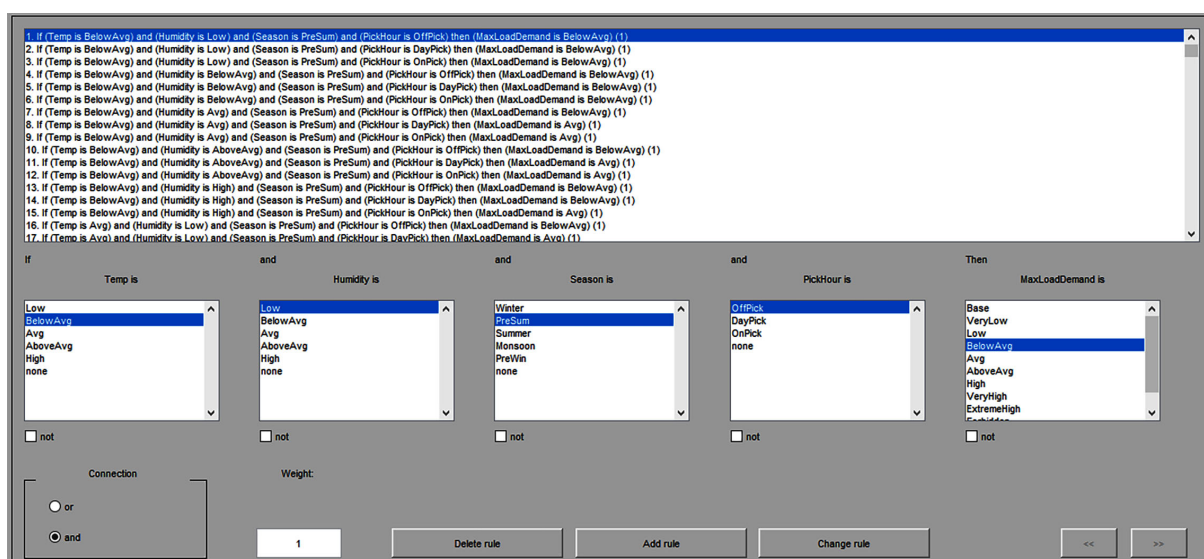 1. If (Temp is BelowAvg) and (Humidity is Low) and (Season is PreSum) and (PickHour is OffPick) then (MaxLoadDemand is BelowAvg) (1)
2. If (Temp is BelowAvg) and (Humidity is Low) and (Season is PreSum) and (PickHour is DayPick) then (MaxLoadDemand is BelowAvg) (1)
3. If (Temp is BelowAvg) and (Humidity is Low) and (Season is PreSum) and (PickHour is OnPick) then (MaxLoadDemand is BelowAvg) (1)
4. If (Temp is BelowAvg) and (Humidity is BelowAvg) and (Season is PreSum) and (PickHour is OffPick) then (MaxLoadDemand is BelowAvg) (1)
5. If (Temp is BelowAvg) and (Humidity is BelowAvg) and (Season is PreSum) and (PickHour is DayPick) then (MaxLoadDemand is BelowAvg) (1)
6. If (Temp is BelowAvg) and (Humidity is BelowAvg) and (Season is PreSum) and (PickHour is OnPick) then (MaxLoadDemand is BelowAvg) (1)
7. If (Temp is BelowAvg) and (Humidity is Avg) and (Season is PreSum) and (PickHour is OffPick) then (MaxLoadDemand is BelowAvg) (1)
8. If (Temp is BelowAvg) and (Humidity is Avg) and (Season is PreSum) and (PickHour is DayPick) then (MaxLoadDemand is Avg) (1)
9. If (Temp is BelowAvg) and (Humidity is Avg) and (Season is PreSum) and (PickHour is OnPick) then (MaxLoadDemand is Avg) (1)
10. If (Temp is BelowAvg) and (Humidity is AboveAvg) and (Season is PreSum) and (PickHour is OffPick) then (MaxLoadDemand is BelowAvg) (1)
11. If (Temp is BelowAvg) and (Humidity is AboveAvg) and (Season is PreSum) and (PickHour is DayPick) then (MaxLoadDemand is Avg) (1)
12. If (Temp is BelowAvg) and (Humidity is AboveAvg) and (Season is PreSum) and (PickHour is OnPick) then (MaxLoadDemand is Avg) (1)
13. If (Temp is BelowAvg) and (Humidity is High) and (Season is PreSum) and (PickHour is OffPick) then (MaxLoadDemand is BelowAvg) (1)
14. If (Temp is BelowAvg) and (Humidity is High) and (Season is PreSum) and (PickHour is DayPick) then (MaxLoadDemand is BelowAvg) (1)
15. If (Temp is BelowAvg) and (Humidity is High) and (Season is PreSum) and (PickHour is OnPick) then (MaxLoadDemand is Avg) (1)
16. If (Temp is Avg) and (Humidity is Low) and (Season is PreSum) and (PickHour is OffPick) then (MaxLoadDemand is BelowAvg) (1)
17. If (Temp is Avg) and (Humidity is Low) and (Season is PreSum) and (PickHour is DayPick) then (MaxLoadDemand is Avg) (1)
If
Temp is
Low
BelowAvg
Avg
AboveAvg
High
none
not
and
Humidity is
Low
BelowAvg
Avg
AboveAvg
High
none
not
and
Season is
Winter
PreSum
Summer
Monsoon
PreWin
none
not
and
PickHour is
OffPick
DayPick
OnPick
none
not
Then
MaxLoadDemand is
Base
VeryLow
Low
BelowAvg
Avg
AboveAvg
High
VeryHigh
ExtremeHigh
not
Connection
or
and
Weight:
1
Delete rule
Add rule
Change rule
<<
>>